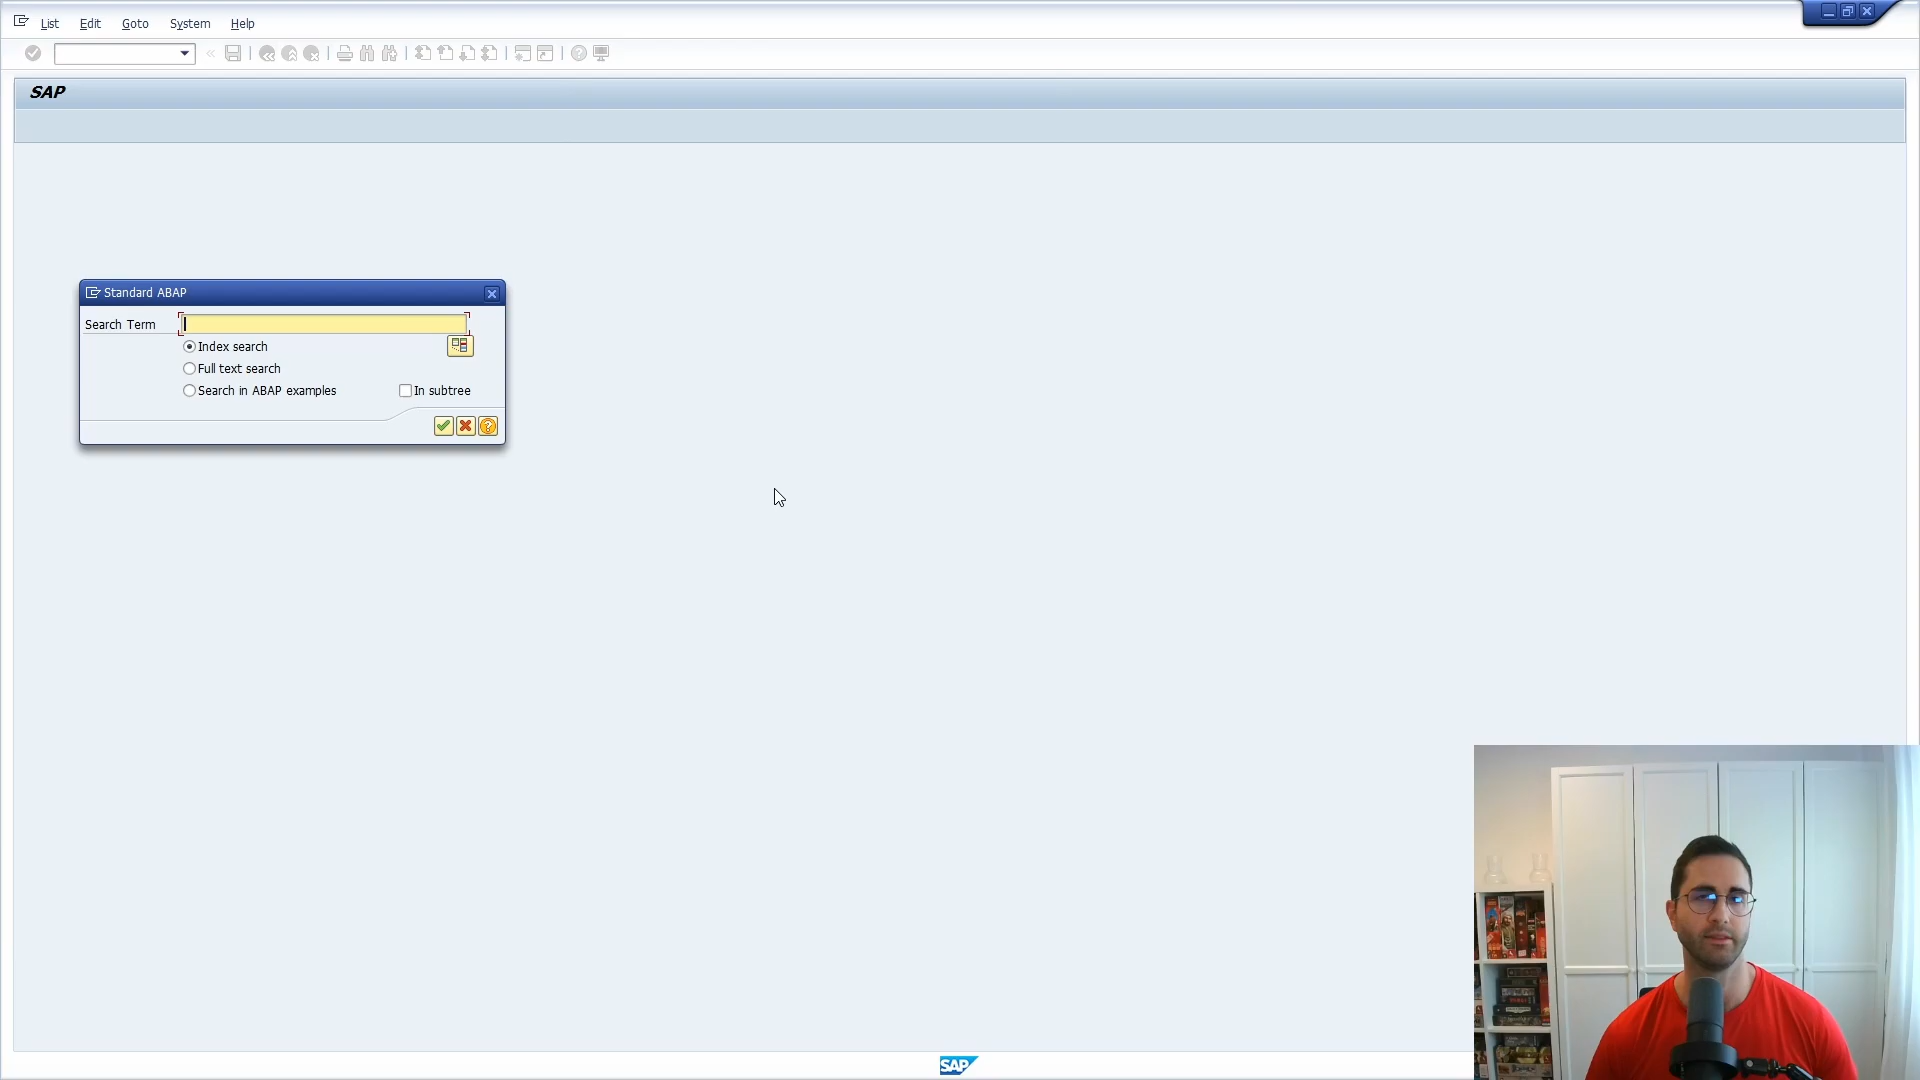 List Edit Goto System Help
SAP
Standard ABAP
Search Term
Index search
Full text search
Search in ABAP examples In subtree
SAP